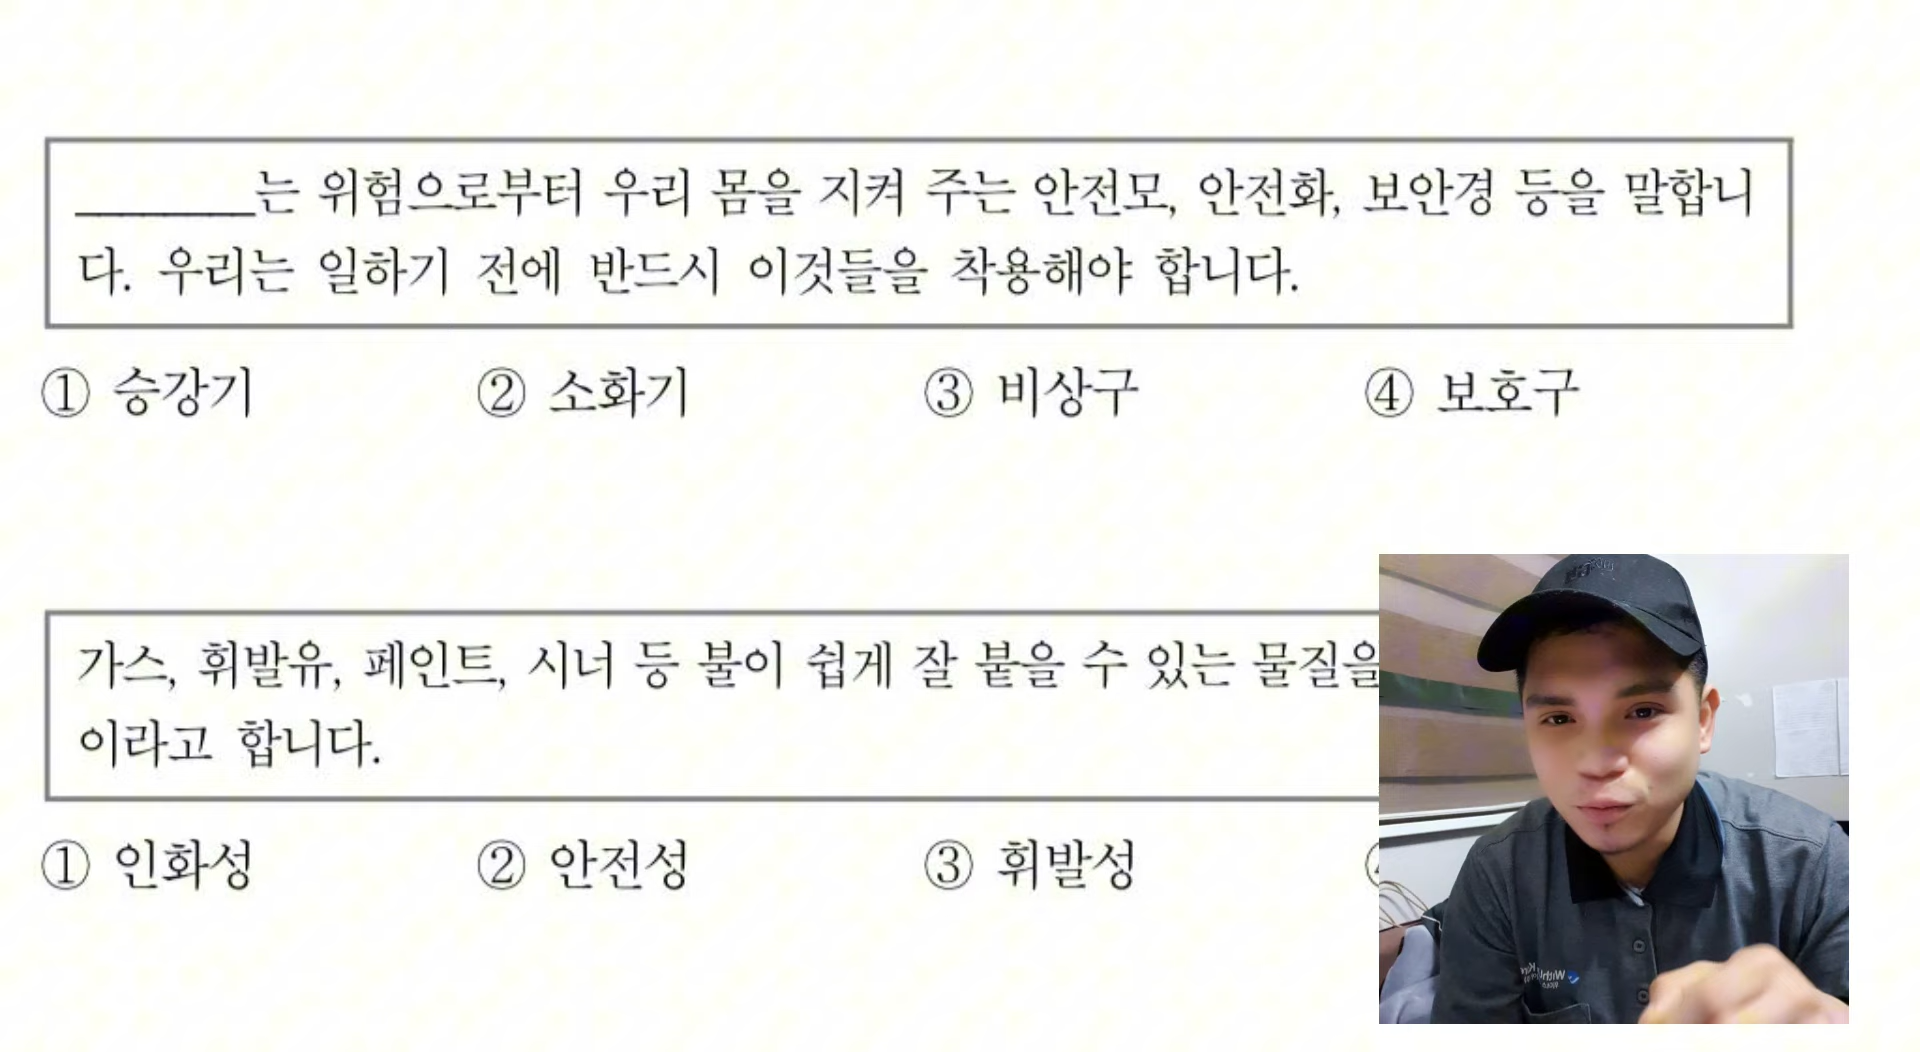 ________는 위험으로부터 우리 몸을 지켜 주는 안전모, 안전화, 보안경 등을 말합니
다. 우리는 일하기 전에 반드시 이것들을 착용해야 합니다.
① 승강기 ② 소화기 ③ 비상구 ④ 보호구
가스, 휘발유, 페인트, 시너 등 불이 쉽게 잘 붙을 수 있는 물질을
이라고 합니다.
① 인화성 ② 안전성 ③ 휘발성